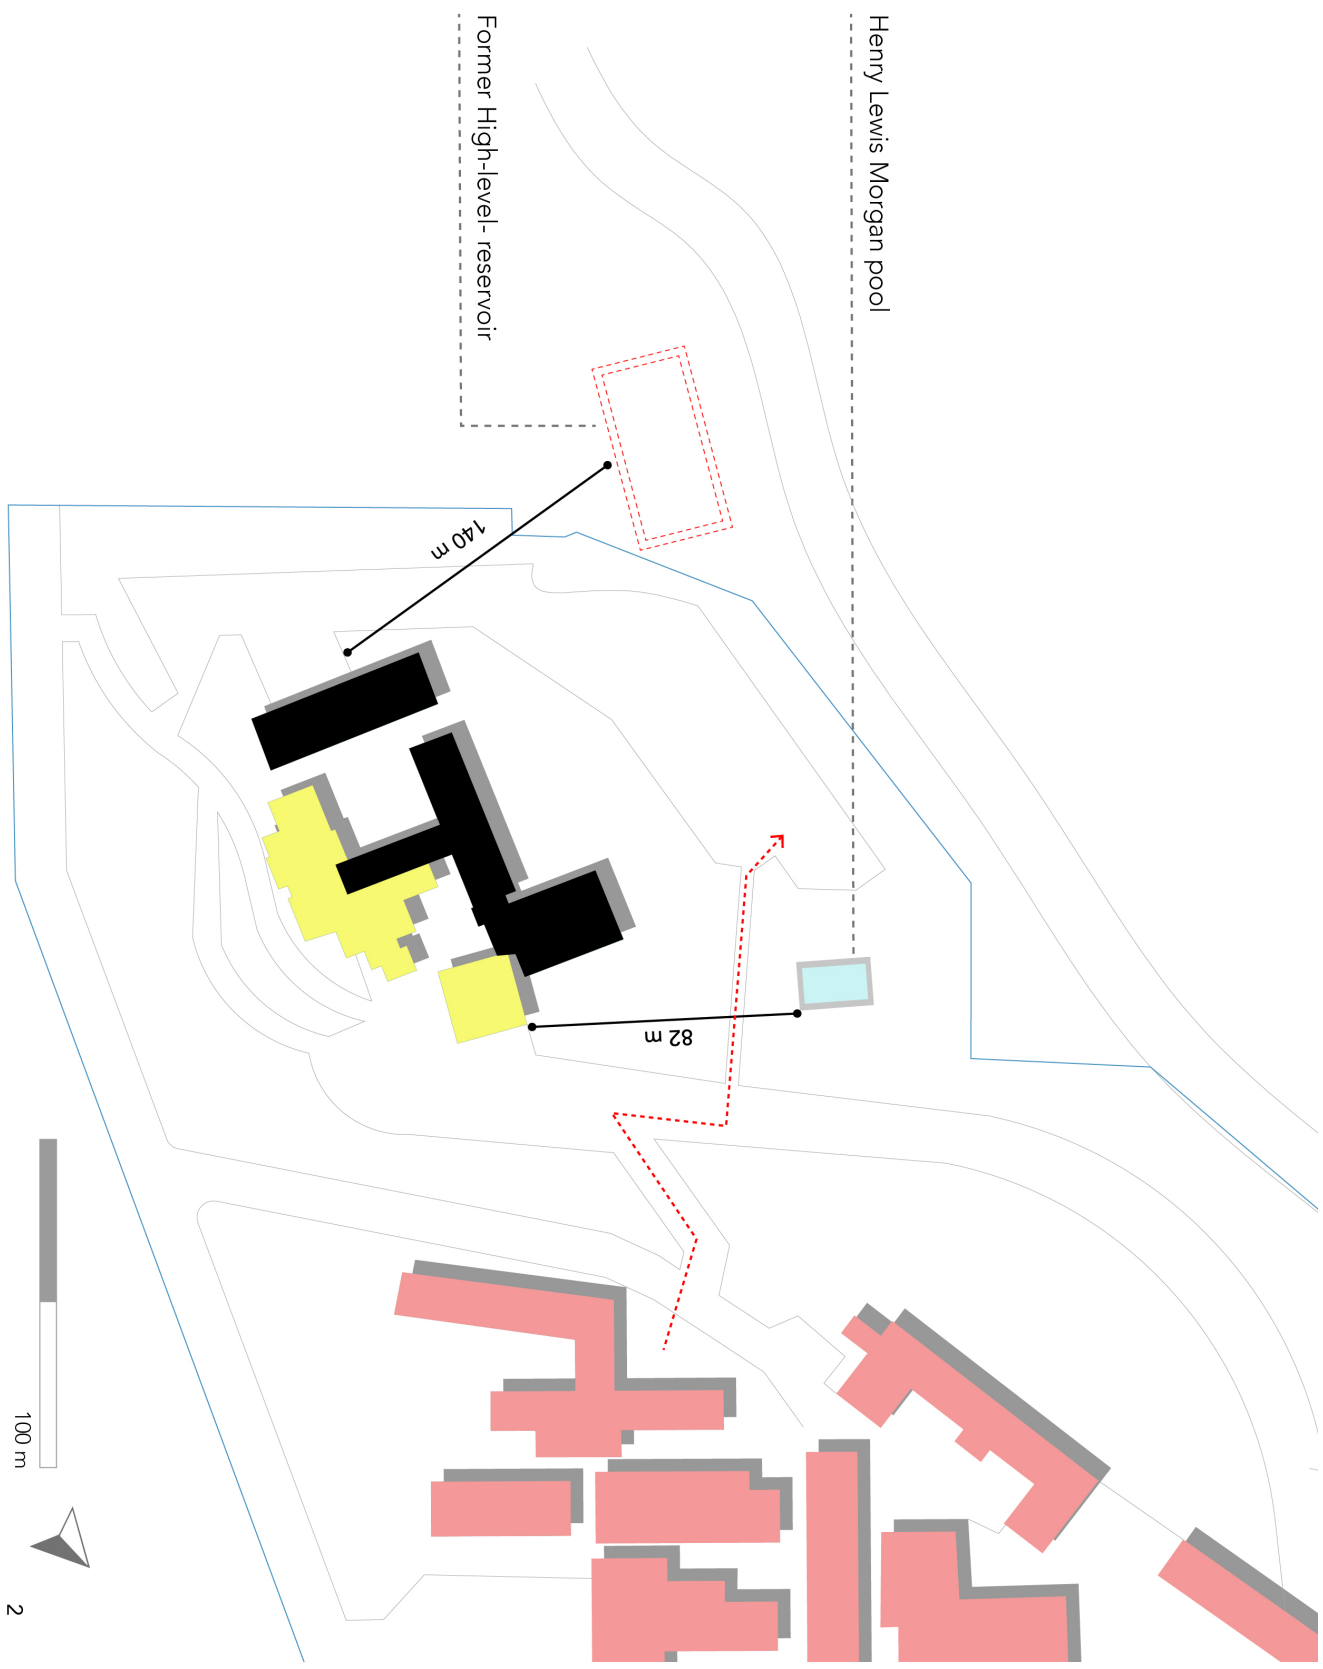 Henry Lewis Morgan pool
Former High-level- reservoir
140 m
82 m
100 m
2